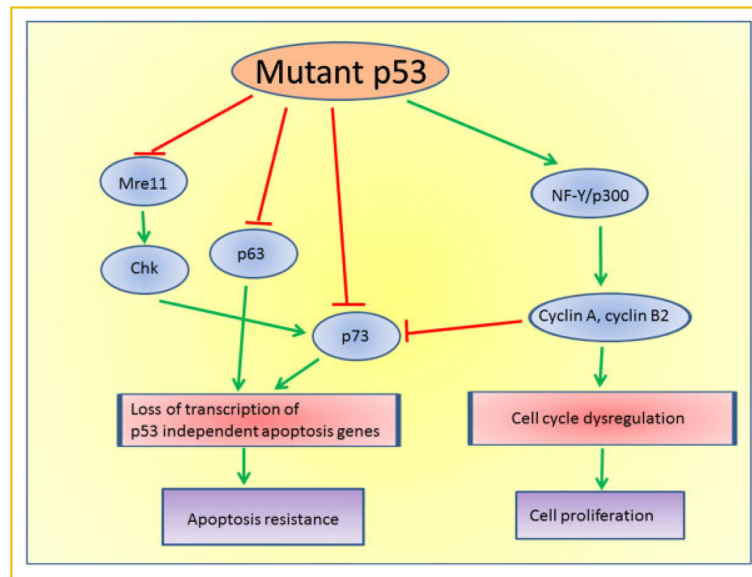 Mutant p53
Mre11
NF-Y/p300
p63
Chk
Cyclin A, cyclin B2
p73
Loss of transcription of
p53 independent apoptosis genes
Cell cycle dysregulation
Apoptosis resistance
Cell proliferation